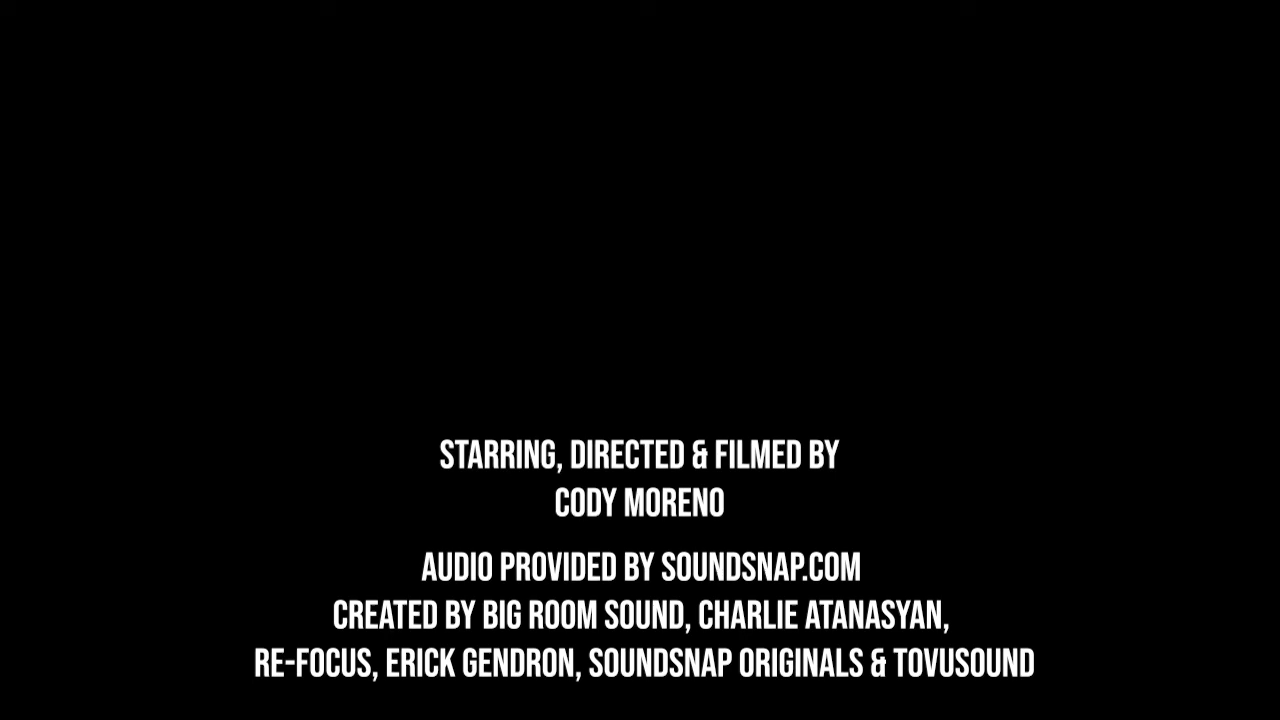 STARRING, DIRECTED & FILMED BY
CODY MORENO
AUDIO PROVIDED BY SOUNDSNAP.COM
CREATED BY BIG ROOM SOUND, CHARLIE ATANASYAN,
RE-FOCUS, ERICK GENDRON, SOUNDSNAP ORIGINALS & TOVUSOUND